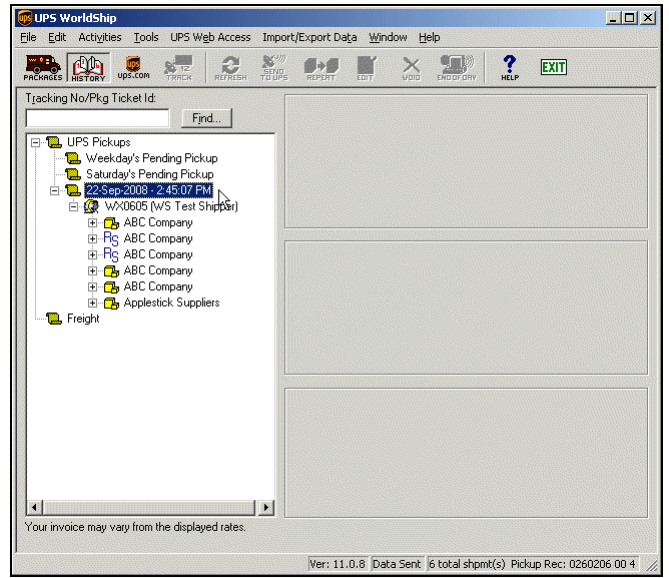 UPS WorldShip
File Edit Activities Tools UPS Web Access Import/Export Data Window Help
PACKAGES HISTORY ups.com TRACK REFRESH SEND TO UPS REPEAT EDIT VOID END OF DAY HELP EXIT
Tracking No/Pkg Ticket Id:
Find...
UPS Pickups
Weekday's Pending Pickup
Saturday's Pending Pickup
22-Sep-2008 - 2:45:07 PM
WX0605 (WS Test Shipper)
ABC Company
RS ABC Company
RS ABC Company
ABC Company
ABC Company
Applestick Suppliers
Freight
Your invoice may vary from the displayed rates.
Ver: 11.0.8 Data Sent 6 total shpmt(s) Pickup Rec: 0260206 00 4